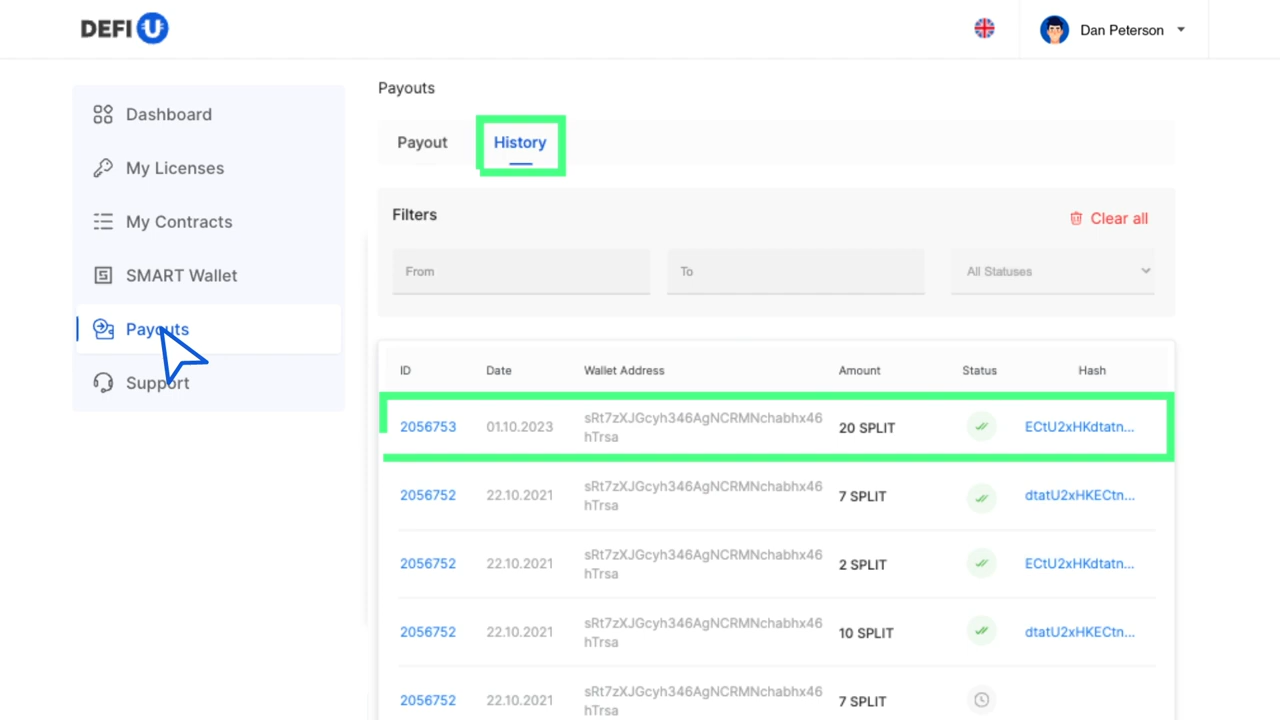 DEFI U
Dan Peterson
Dashboard
My Licenses
My Contracts
SMART Wallet
Payouts
Support
Payouts
Payout
History
Filters
Clear all
From
To
All Statuses
ID Date Wallet Address Amount Status Hash
2056753 01.10.2023 sRt7zXJGcyh346AgNCRMNchabhx46
hTrsa 20 SPLIT ECtU2xHKdtatn...
2056752 22.10.2021 sRt7zXJGcyh346AgNCRMNchabhx46
hTrsa 7 SPLIT dtatU2xHKECtn...
2056752 22.10.2021 sRt7zXJGcyh346AgNCRMNchabhx46
hTrsa 2 SPLIT ECtU2xHKdtatn...
2056752 22.10.2021 sRt7zXJGcyh346AgNCRMNchabhx46
hTrsa 10 SPLIT dtatU2xHKECtn...
2056752 22.10.2021 sRt7zXJGcyh346AgNCRMNchabhx46
hTrsa 7 SPLIT